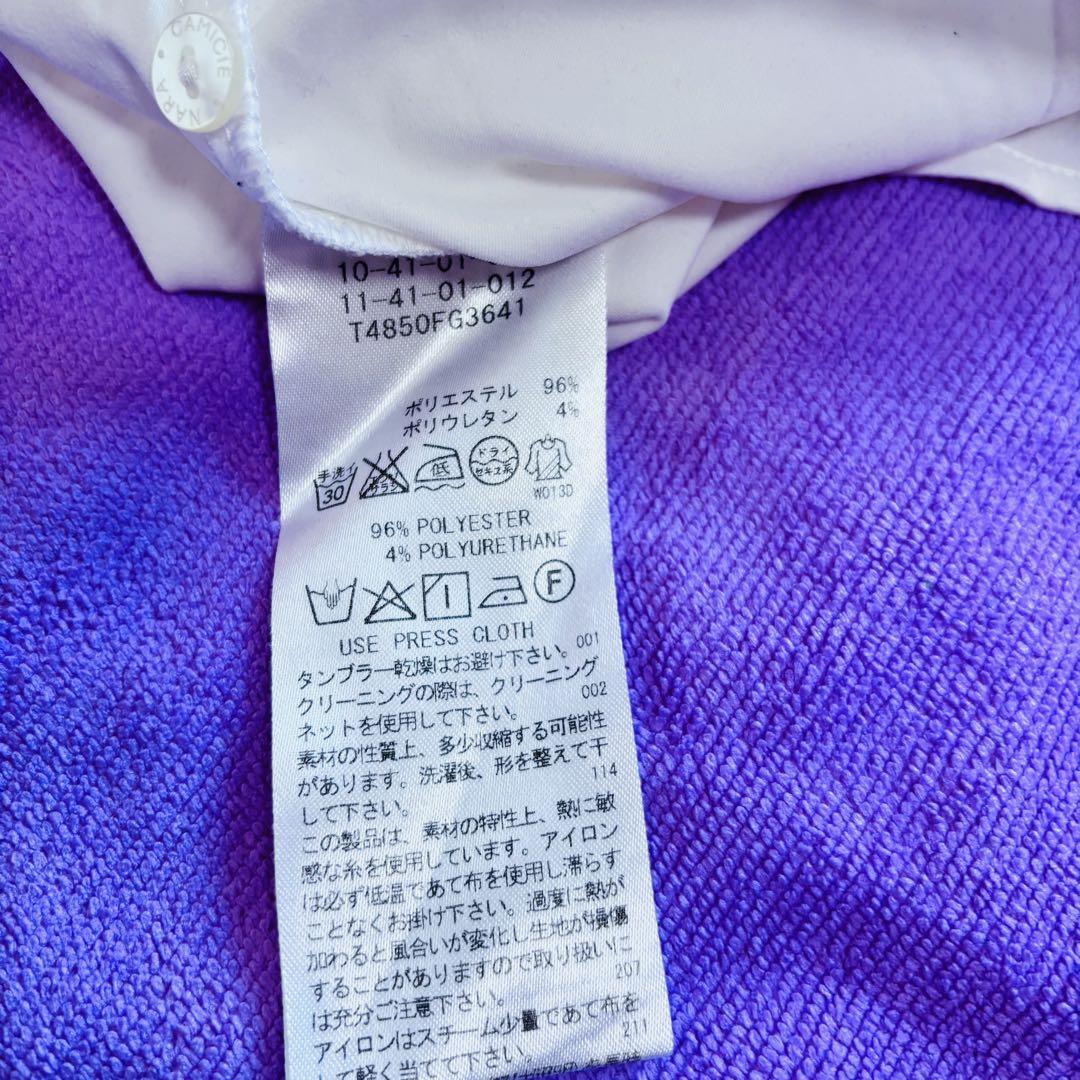 CAMICIE
NARA
10-41-01-
11-41-01-012
T4850FG3641
ポリエステル 96%
ポリウレタン 4%
手洗イ
30
低
ドライ
セキユ系
W013D
96% POLYESTER
4% POLYURETHANE
F
USE PRESS CLOTH
タンブラー乾燥はお避け下さい。001
クリーニングの際は、クリーニング
ネットを使用して下さい。 002
素材の性質上、多少収縮する可能性
があります。洗濯後、形を整えて干
して下さい。 114
この製品は、素材の特性上、熱に敏
感な糸を使用しています。アイロン
は必ず低温であて布を使用し滞らす
ことなくお掛け下さい。過度に熱が
加わると風合いが変化し生地が損傷
することがありますので取り扱いに
は充分ご注意下さい。 207
アイロンはスチーム少量であて布を
して軽く当てて下さい。 211